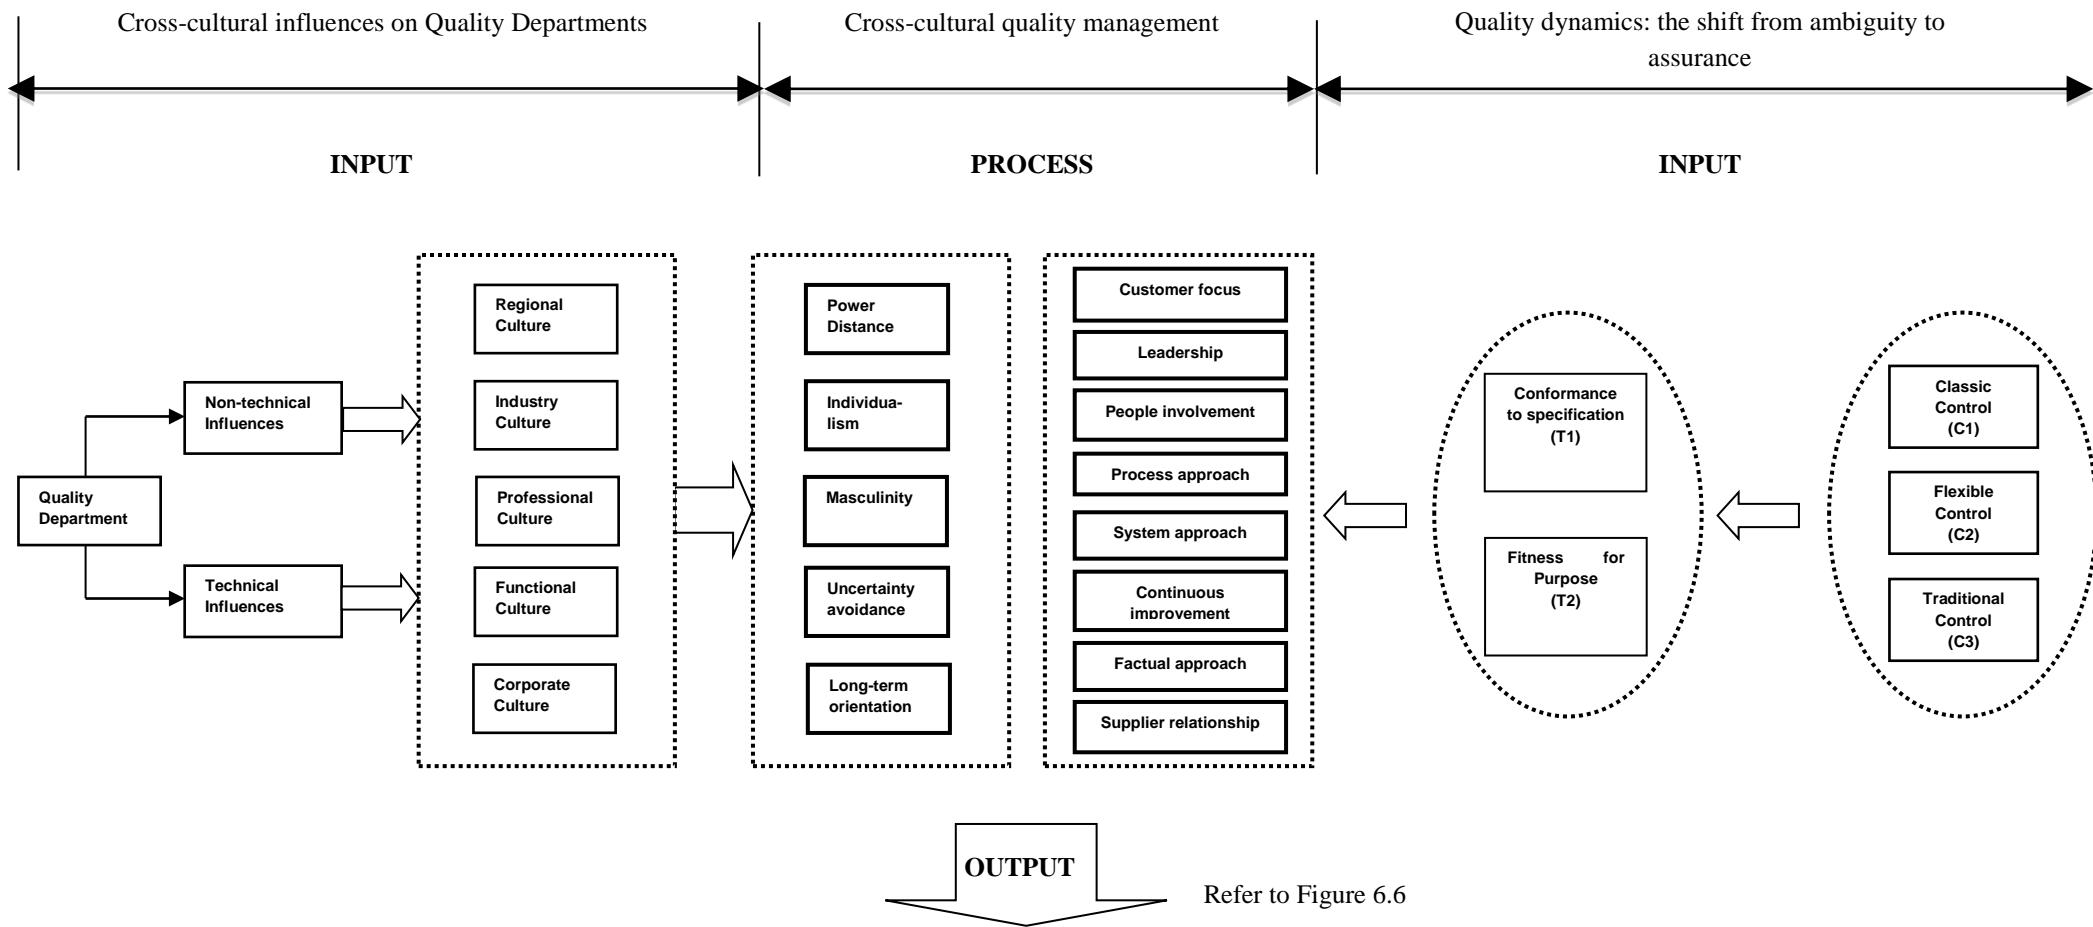 Cross-cultural influences on Quality Departments
Cross-cultural quality management
Quality dynamics: the shift from ambiguity to
assurance
INPUT
PROCESS
INPUT
Quality
Department
Non-technical
Influences
Technical
Influences
Regional
Culture
Industry
Culture
Professional
Culture
Functional
Culture
Corporate
Culture
Power
Distance
Individua-
lism
Masculinity
Uncertainty
avoidance
Long-term
orientation
Customer focus
Leadership
People involvement
Process approach
System approach
Continuous
improvement
Factual approach
Supplier relationship
Conformance
to specification
(T1)
Fitness for
Purpose
(T2)
Classic
Control
(C1)
Flexible
Control
(C2)
Traditional
Control
(C3)
OUTPUT
Refer to Figure 6.6